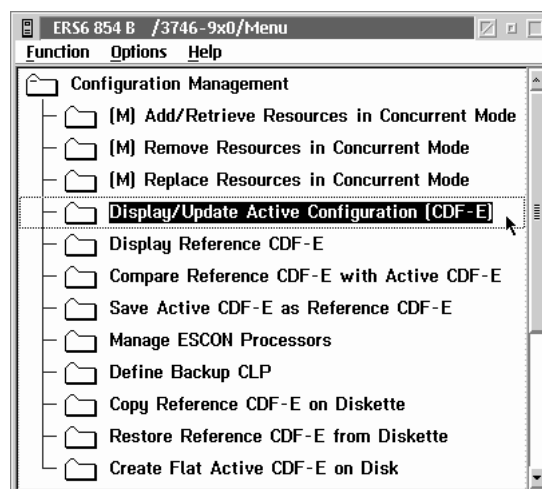 ERS6 854 B /3746-9x0/Menu
Function Options Help
Configuration Management
(M) Add/Retrieve Resources in Concurrent Mode
(M) Remove Resources in Concurrent Mode
(M) Replace Resources in Concurrent Mode
Display/Update Active Configuration (CDF-E)
Display Reference CDF-E
Compare Reference CDF-E with Active CDF-E
Save Active CDF-E as Reference CDF-E
Manage ESCON Processors
Define Backup CLP
Copy Reference CDF-E on Diskette
Restore Reference CDF-E from Diskette
Create Flat Active CDF-E on Disk